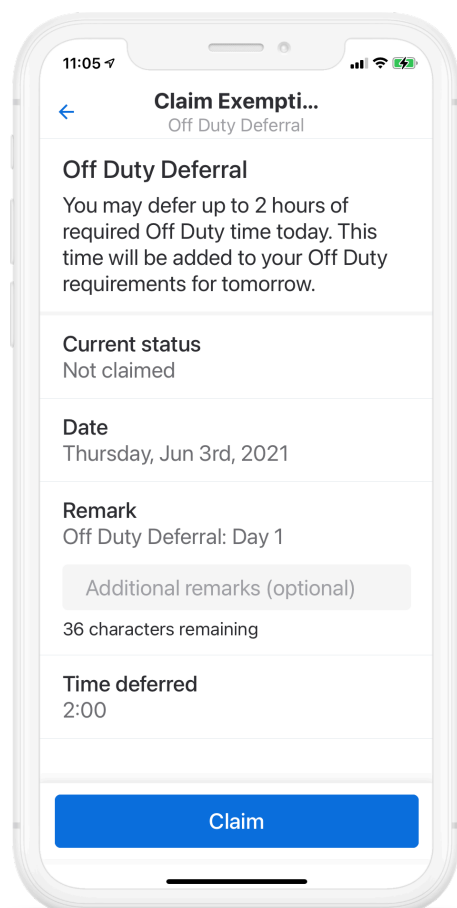 11:05
Claim Exempti...
Off Duty Deferral
Off Duty Deferral
You may defer up to 2 hours of
required Off Duty time today. This
time will be added to your Off Duty
requirements for tomorrow.
Current status
Not claimed
Date
Thursday, Jun 3rd, 2021
Remark
Off Duty Deferral: Day 1
Additional remarks (optional)
36 characters remaining
Time deferred
2:00
Claim